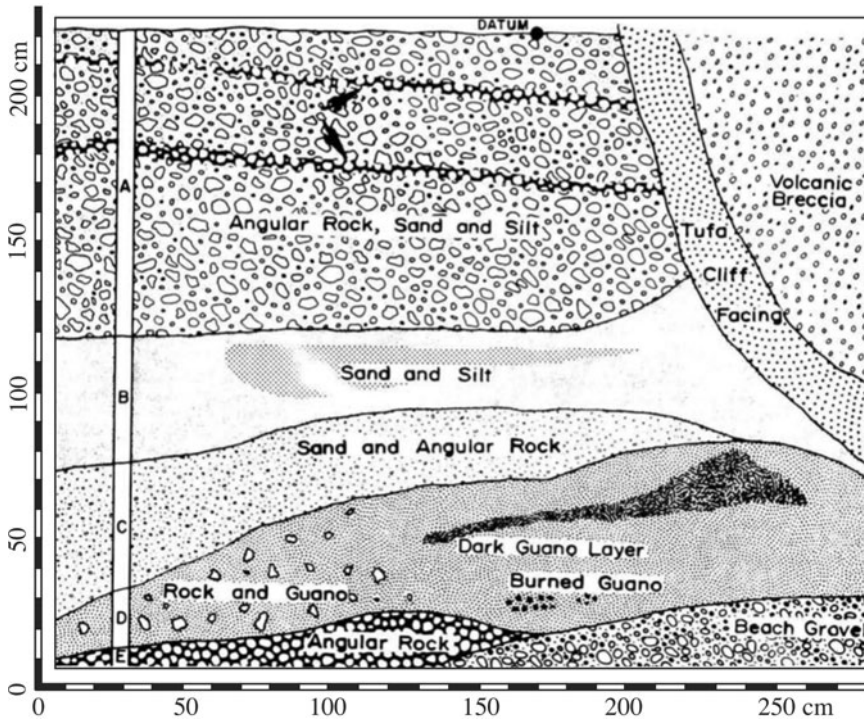 DATUM
200 cm
A
Volcanic
Breccia
Angular Rock, Sand and Silt
Tufa
150
Cliff
Facing
Sand and Silt
100
B
Sand and Angular Rock
C
50
Dark Guano Layer
Rock and Guano
Burned Guano
D
Beach Gravel
Angular Rock
E
0
0 50 100 150 200 250 cm